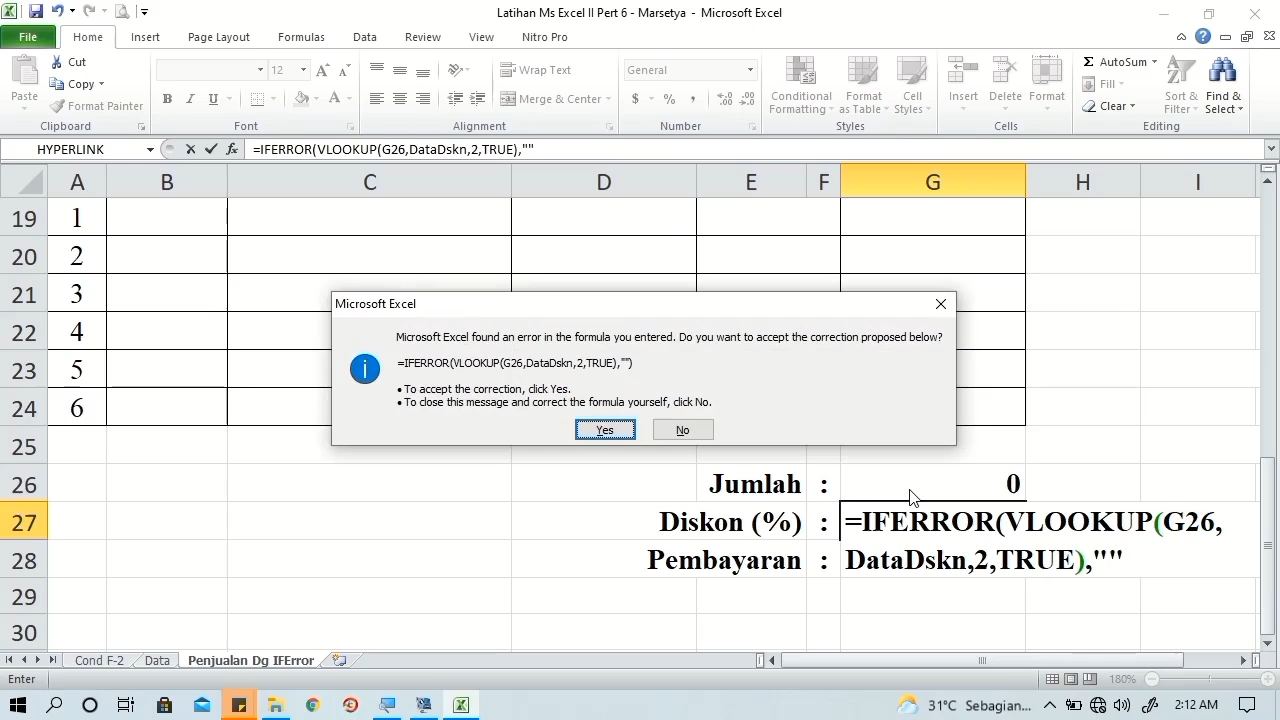 Latihan Ms Excel II Pert 6 - Marsetya - Microsoft Excel
File Home Insert Page Layout Formulas Data Review View Nitro Pro
Paste
Cut
Copy
Format Painter
12
A A
B I U A
Wrap Text
Merge & Center
General
$ % ,
Conditional Formatting
Format as Table
Cell Styles
Insert Delete Format
Σ AutoSum
Fill
Clear
Sort & Filter
Find & Select
Clipboard Font Alignment Number Styles Cells Editing
HYPERLINK fx =IFERROR(VLOOKUP(G26,DataDskn,2,TRUE),""
A B C D E F G H I
19 1
20 2
21 3
22 4
23 5
24 6
25
Microsoft Excel
Microsoft Excel found an error in the formula you entered. Do you want to accept the correction proposed below?
=IFERROR(VLOOKUP(G26,DataDskn,2,TRUE),"")
• To accept the correction, click Yes.
• To close this message and correct the formula yourself, click No.
Yes No
26 Jumlah : 0
27 Diskon (%) : =IFERROR(VLOOKUP(G26,
28 Pembayaran : DataDskn,2,TRUE),""
29
30
Cond F-2 Data Penjualan Dg IFError
Enter 180%
31°C Sebagian... 2:12 AM